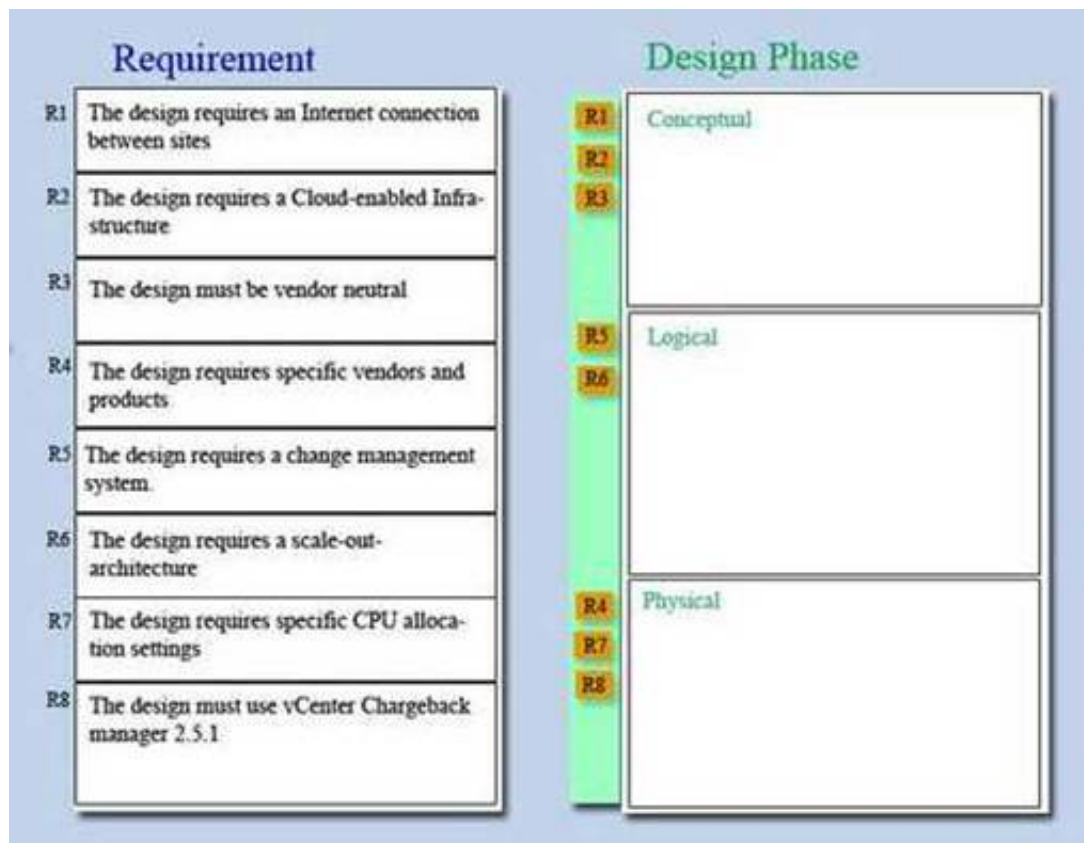 Requirement
R1 The design requires an Internet connection
between sites
R2 The design requires a Cloud-enabled Infra-
structure
R3 The design must be vendor neutral
R4 The design requires specific vendors and
products
R5 The design requires a change management
system.
R6 The design requires a scale-out-
architecture
R7 The design requires specific CPU alloca-
tion settings
R8 The design must use vCenter Chargeback
manager 2.5.1
Design Phase
R1 Conceptual
R2
R3
R5 Logical
R6
R4 Physical
R7
R8